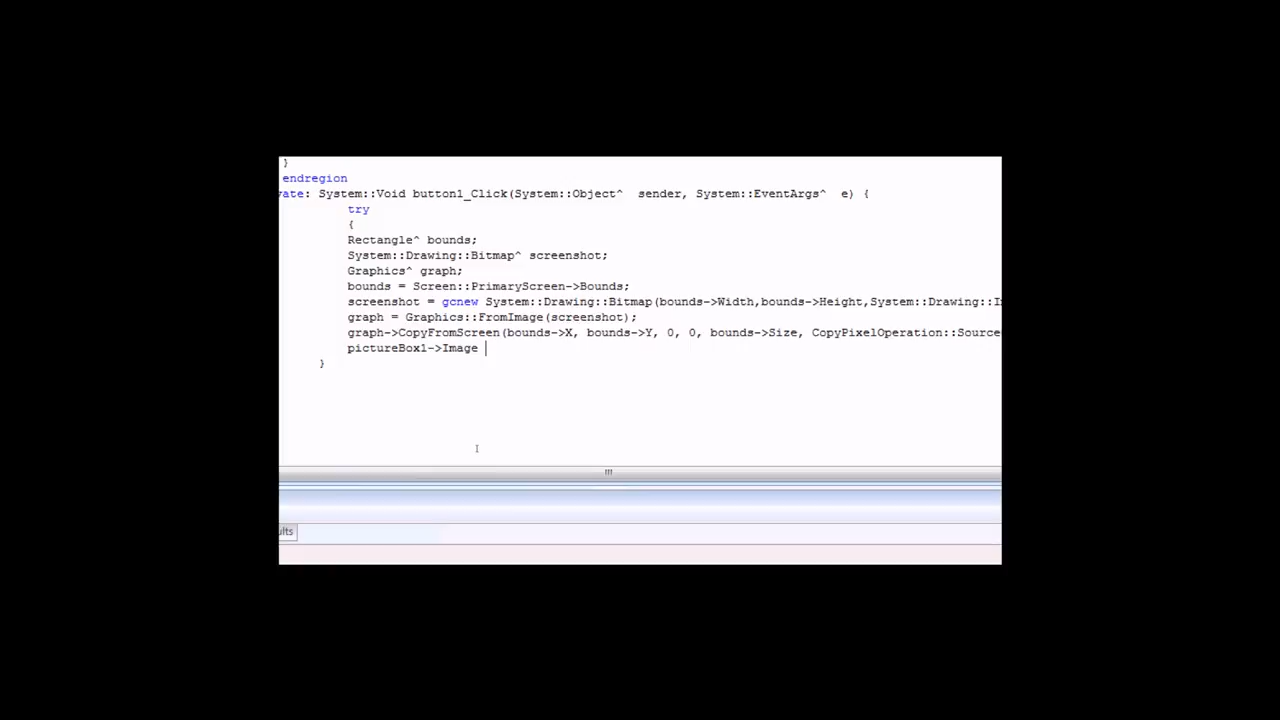 }
endregion
vate: System::Void button1_Click(System::Object^  sender, System::EventArgs^  e) {
try
{
Rectangle^ bounds;
System::Drawing::Bitmap^ screenshot;
Graphics^ graph;
bounds = Screen::PrimaryScreen->Bounds;
screenshot = gcnew System::Drawing::Bitmap(bounds->Width,bounds->Height,System::Drawing::I
graph = Graphics::FromImage(screenshot);
graph->CopyFromScreen(bounds->X, bounds->Y, 0, 0, bounds->Size, CopyPixelOperation::Source
pictureBox1->Image
}
ults